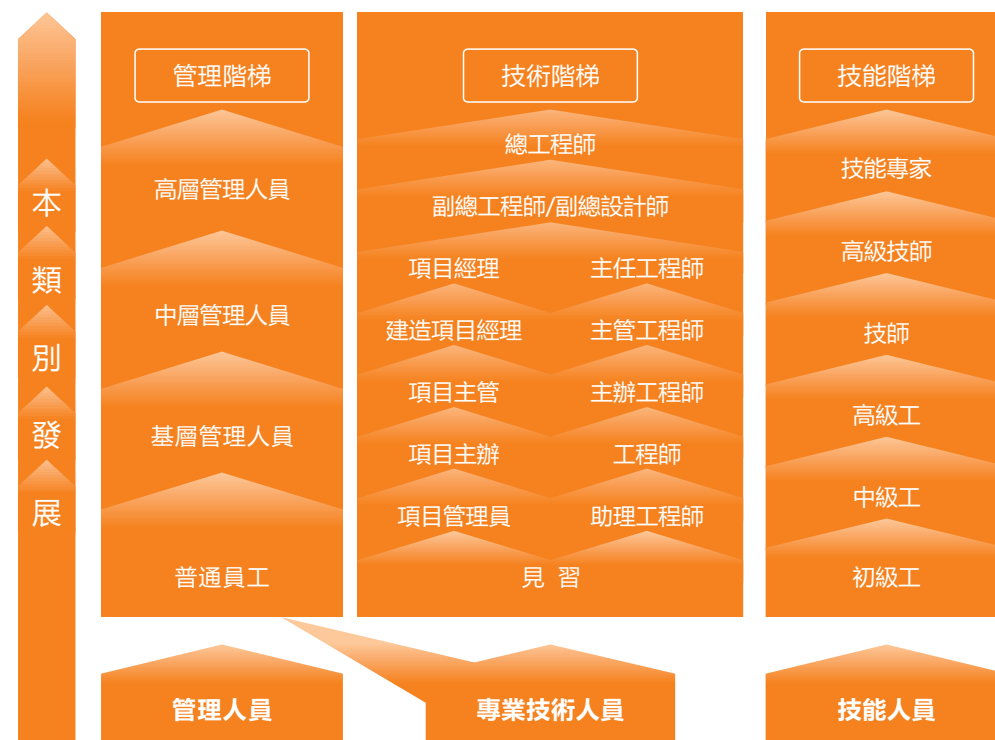 本
類
別
發
展
管理階梯
高層管理人員
中層管理人員
基層管理人員
普通員工
技術階梯
總工程師
副總工程師/副總設計師
項目經理 主任工程師
建造項目經理 主管工程師
項目主管 主辦工程師
項目主辦 工程師
項目管理員 助理工程師
見 習
技能階梯
技能專家
高級技師
技師
高級工
中級工
初級工
管理人員
專業技術人員
技能人員